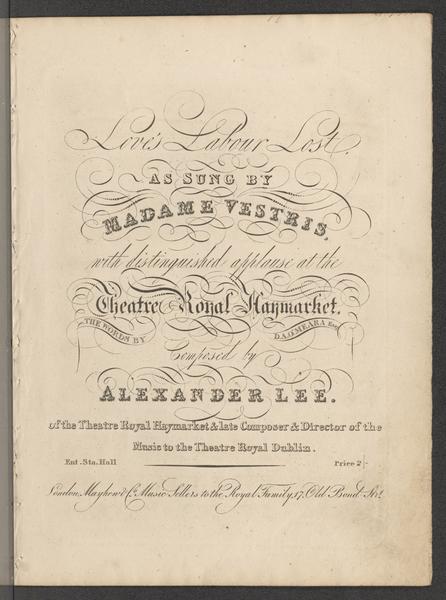 Love's Labour Lost.
AS SUNG BY
MADAME VESTRIS,
with distinguished applause at the
Theatre Royal Haymarket.
THE WORDS BY
D. A. O'MEARA Esqr.
Composed by
ALEXANDER LEE.
of the Theatre Royal Haymarket & late Composer & Director of the
Music to the Theatre Royal Dublin.
Ent. Sta. Hall
Price 2/-
London, Mayhew & Co. Music Sellers to the Royal Family, 17, Old Bond Strt.